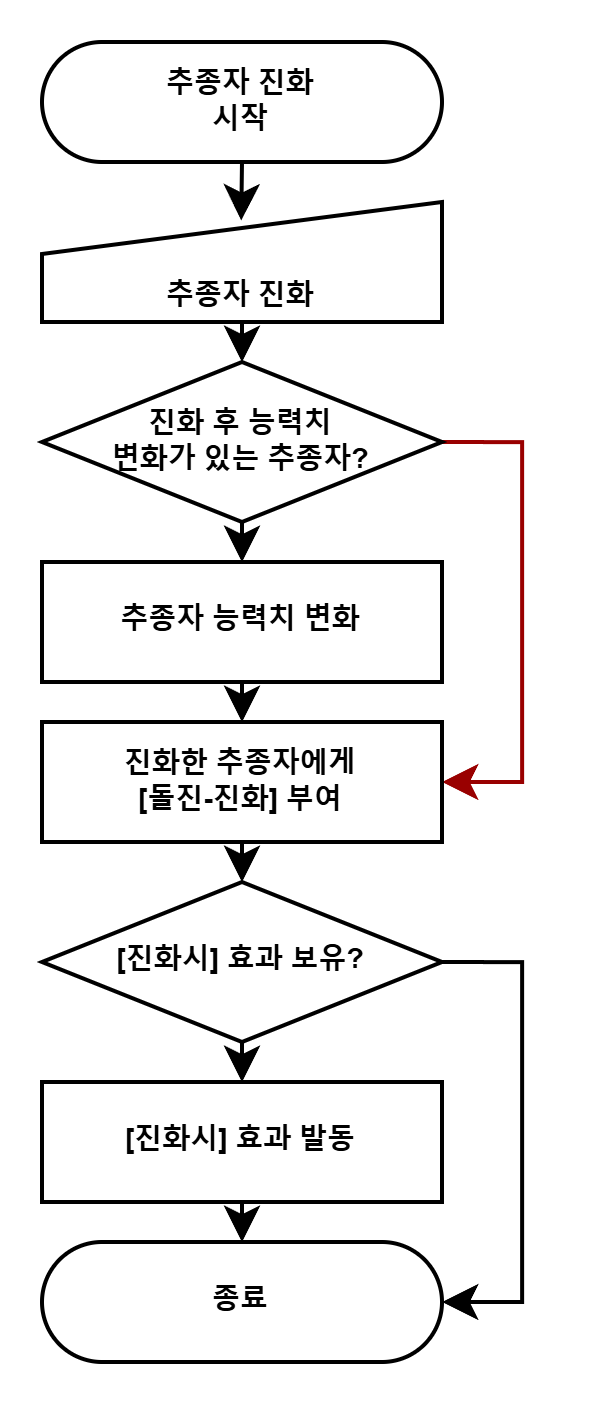 추종자 진화
시작
추종자 진화
진화 후 능력치
변화가 있는 추종자?
추종자 능력치 변화
진화한 추종자에게
[돌진-진화] 부여
[진화시] 효과 보유?
[진화시] 효과 발동
종료